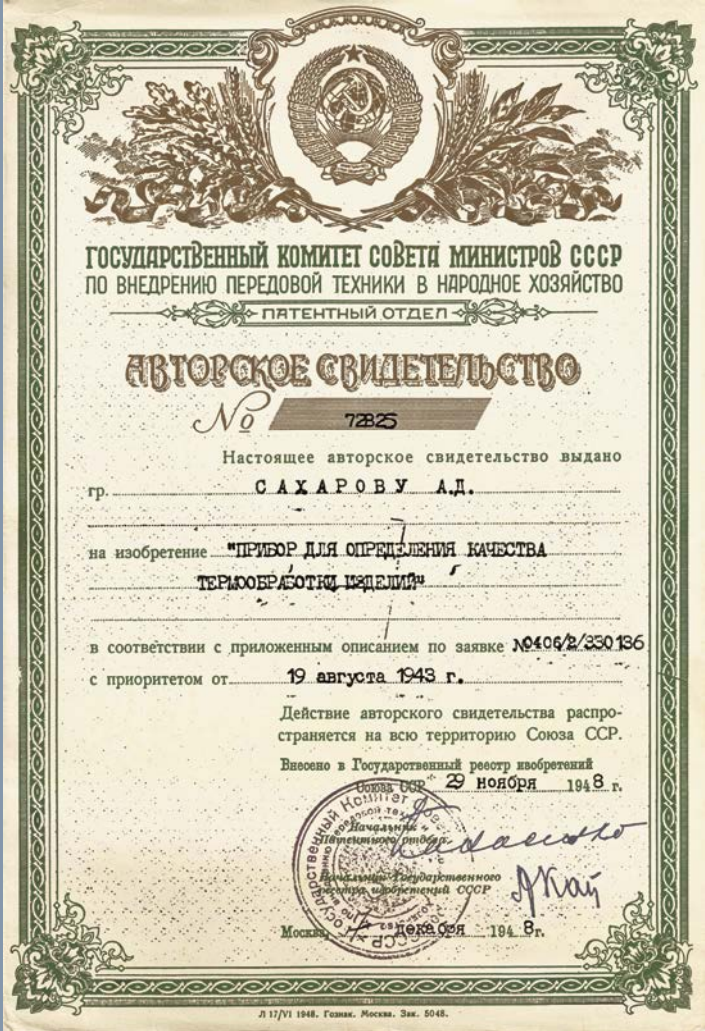 ГОСУДАРСТВЕННЫЙ КОМИТЕТ СОВЕТА МИНИСТРОВ СССР
ПО ВНЕДРЕНИЮ ПЕРЕДОВОЙ ТЕХНИКИ В НАРОДНОЕ ХОЗЯЙСТВО
ПАТЕНТНЫЙ ОТДЕЛ
АВТОРСКОЕ СВИДЕТЕЛЬСТВО
№ 72825
Настоящее авторское свидетельство выдано
гр. САХАРОВУ А.Д.
на изобретение "ПРИБОР ДЛЯ ОПРЕДЕЛЕНИЯ КАЧЕСТВА
ТЕРМООБРАБОТКИ ИЗДЕЛИЙ"
в соответствии с приложенным описанием по заявке №0406/2/330136
с приоритетом от 19 августа 1943 г.
Действие авторского свидетельства распро-
страняется на всю территорию Союза ССР.
Внесено в Государственный реестр изобретений
Союза ССР 29 ноября 1948 г.
Начальник
Патентного отдела
Начальник Государственного
реестра изобретений СССР
Москва, 7 декабря 1948г.
Л 17/VI 1948. Гознак. Москва. Зак. 5048.